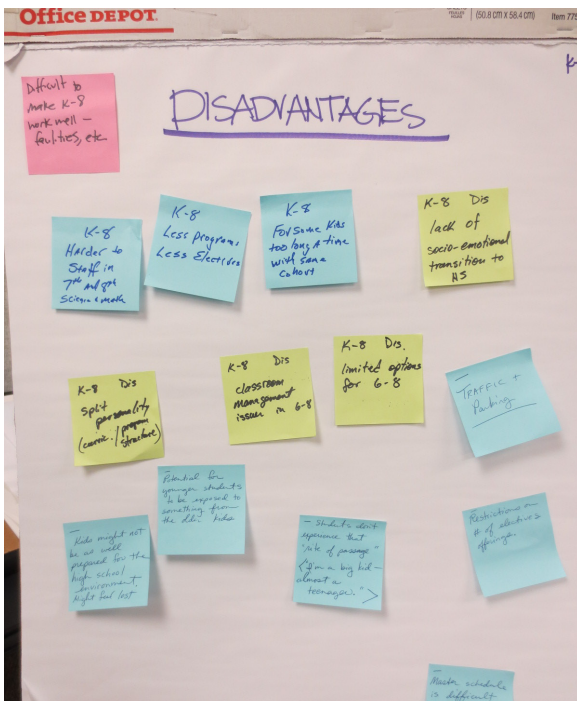 Office DEPOT
(50.8 cm x 58.4 cm)
Item 775
K-
Difficult to
make K-8
work well –
facilities, etc.
DISADVANTAGES
K-8
Harder to
Staff in
7th and 8th
Science & math
K-8
Less programs
Less Electives
K-8
For some Kids
too long a time
with same
cohort
K-8 Dis
lack of
socio-emotional
transition to
HS
K-8 Dis
split
personality
(curric./program
structure)
K-8 Dis
classroom
management
issues in 6-8
K-8 Dis.
limited options
for 6-8
– TRAFFIC +
Parking
– Potential for
younger students
to be exposed to
something from
the older kids
– Kids might not
be as well
prepared for the
high school
environment.
Might feel lost
– Students don't
experience that
"rite of passage"
<"I'm a big kid –
almost a
teenager.">
Restrictions on
# of electives
offerings
– Master schedule
is difficult